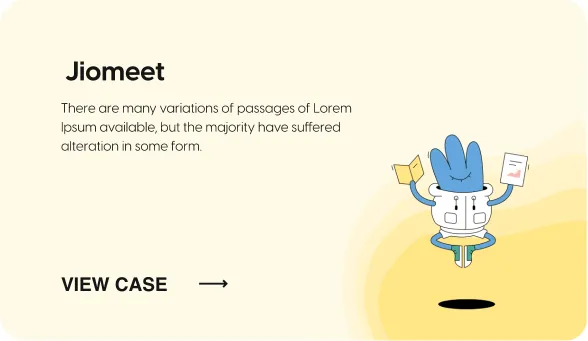 Jiomeet
There are many variations of passages of Lorem
Ipsum available, but the majority have suffered
alteration in some form.
VIEW CASE